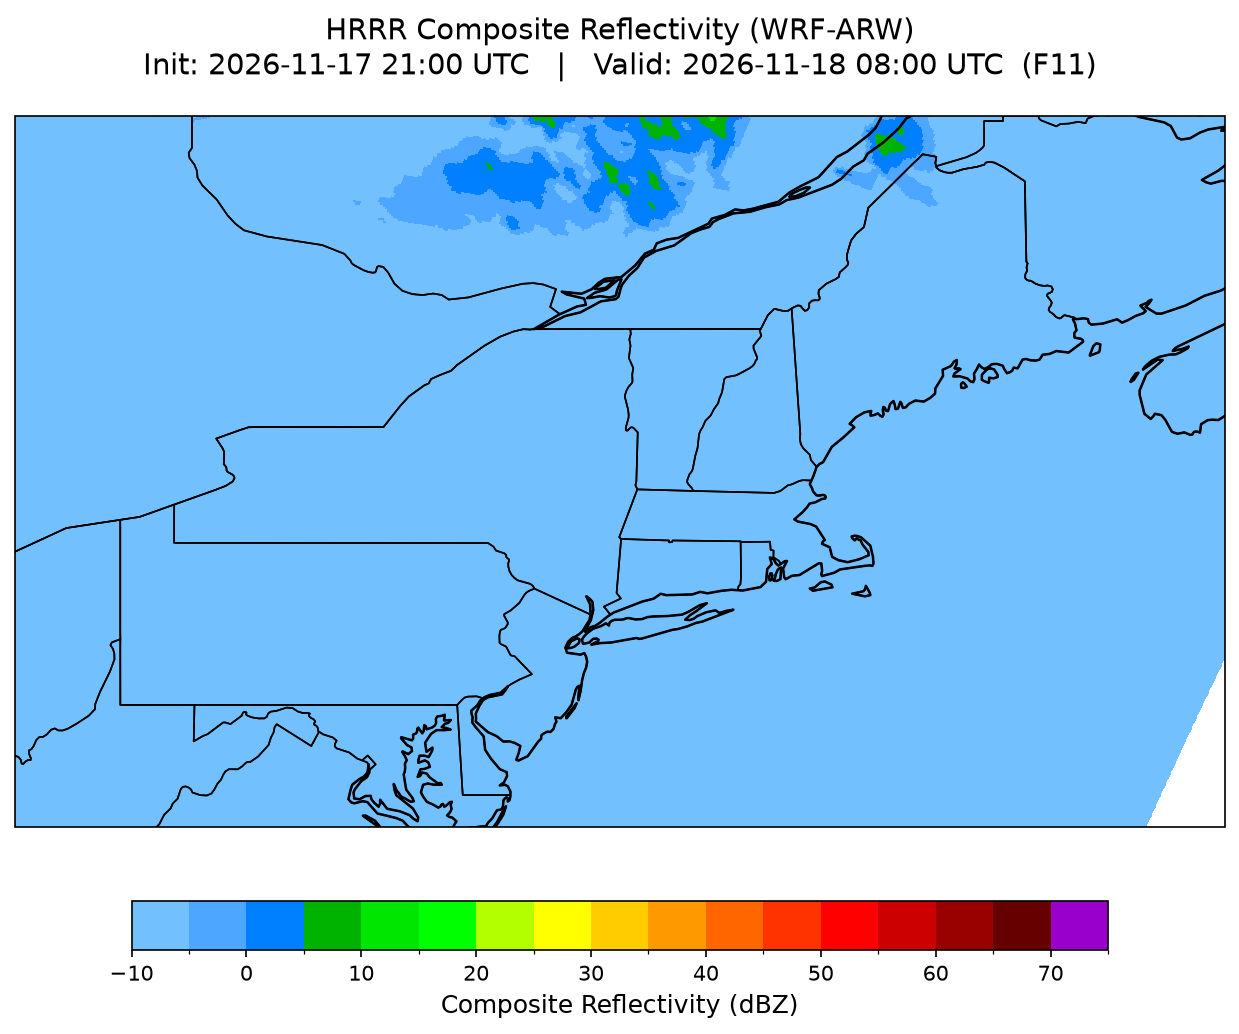 HRRR Composite Reflectivity (WRF-ARW)
Init: 2026-11-17 21:00 UTC   |   Valid: 2026-11-18 08:00 UTC  (F11)
−10 0 10 20 30 40 50 60 70
Composite Reflectivity (dBZ)